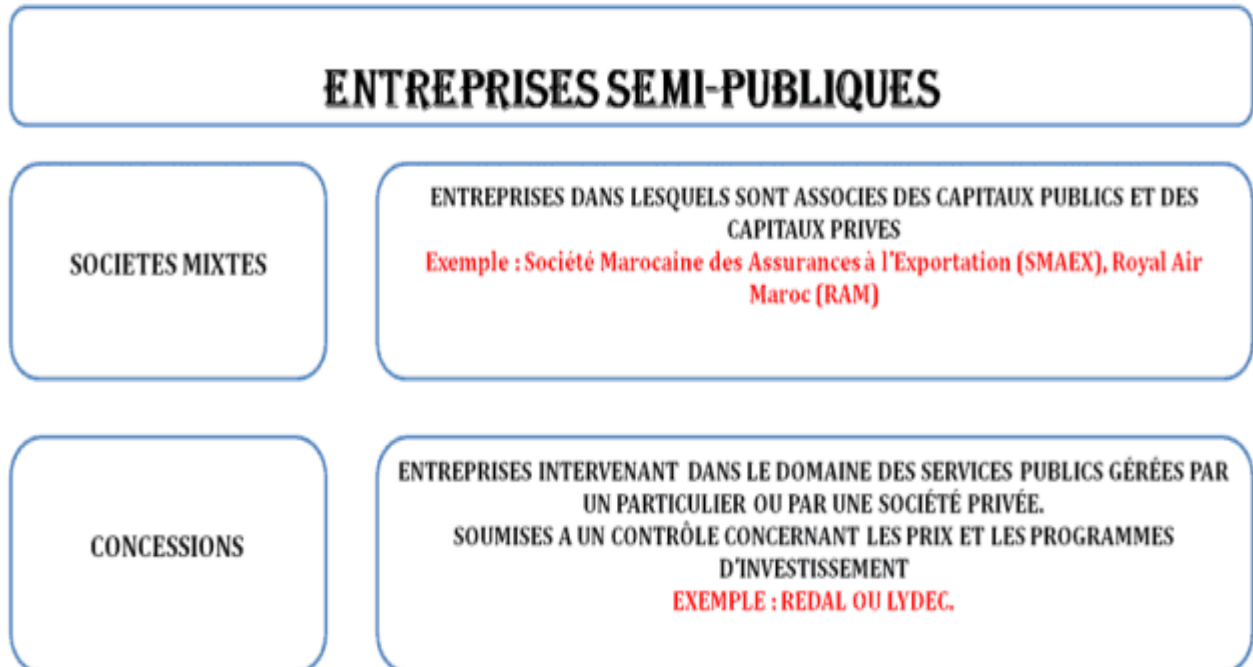 ENTREPRISES SEMI-PUBLIQUES
SOCIETES MIXTES
ENTREPRISES DANS LESQUELS SONT ASSOCIES DES CAPITAUX PUBLICS ET DES
CAPITAUX PRIVES
Exemple : Société Marocaine des Assurances à l'Exportation (SMAEX), Royal Air
Maroc (RAM)
CONCESSIONS
ENTREPRISES INTERVENANT DANS LE DOMAINE DES SERVICES PUBLICS GÉRÉES PAR
UN PARTICULIER OU PAR UNE SOCIÉTÉ PRIVÉE.
SOUMISES A UN CONTRÔLE CONCERNANT LES PRIX ET LES PROGRAMMES
D'INVESTISSEMENT
EXEMPLE : REDAL OU LYDEC.